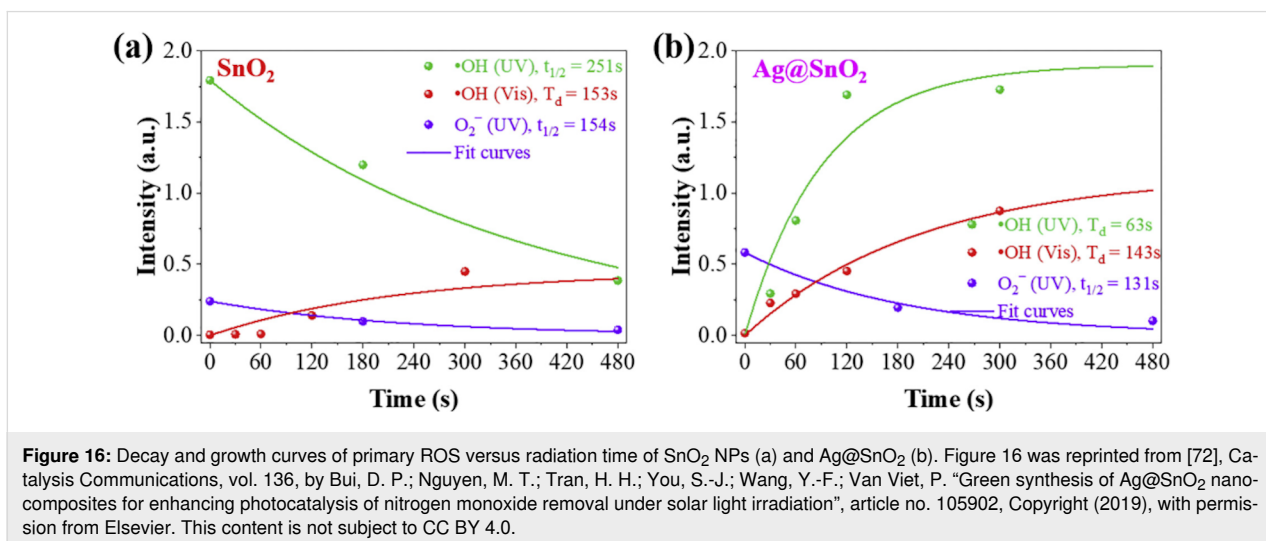 (a)
2.0
1.5
1.0
0.5
0.0
Intensity (a.u.)
SnO₂
•OH (UV), t₁/₂ = 251s
•OH (Vis), T_d = 153s
O₂⁻ (UV), t₁/₂ = 154s
Fit curves
0 60 120 180 240 300 360 420 480
Time (s)
(b)
2.0
1.5
1.0
0.5
0.0
Intensity (a.u.)
Ag@SnO₂
•OH (UV), T_d = 63s
•OH (Vis), T_d = 143s
O₂⁻ (UV), t₁/₂ = 131s
Fit curves
0 60 120 180 240 300 360 420 480
Time (s)
Figure 16: Decay and growth curves of primary ROS versus radiation time of SnO₂ NPs (a) and Ag@SnO₂ (b). Figure 16 was reprinted from [72], Ca-
talysis Communications, vol. 136, by Bui, D. P.; Nguyen, M. T.; Tran, H. H.; You, S.-J.; Wang, Y.-F.; Van Viet, P. “Green synthesis of Ag@SnO₂ nano-
composites for enhancing photocatalysis of nitrogen monoxide removal under solar light irradiation”, article no. 105902, Copyright (2019), with permis-
sion from Elsevier. This content is not subject to CC BY 4.0.